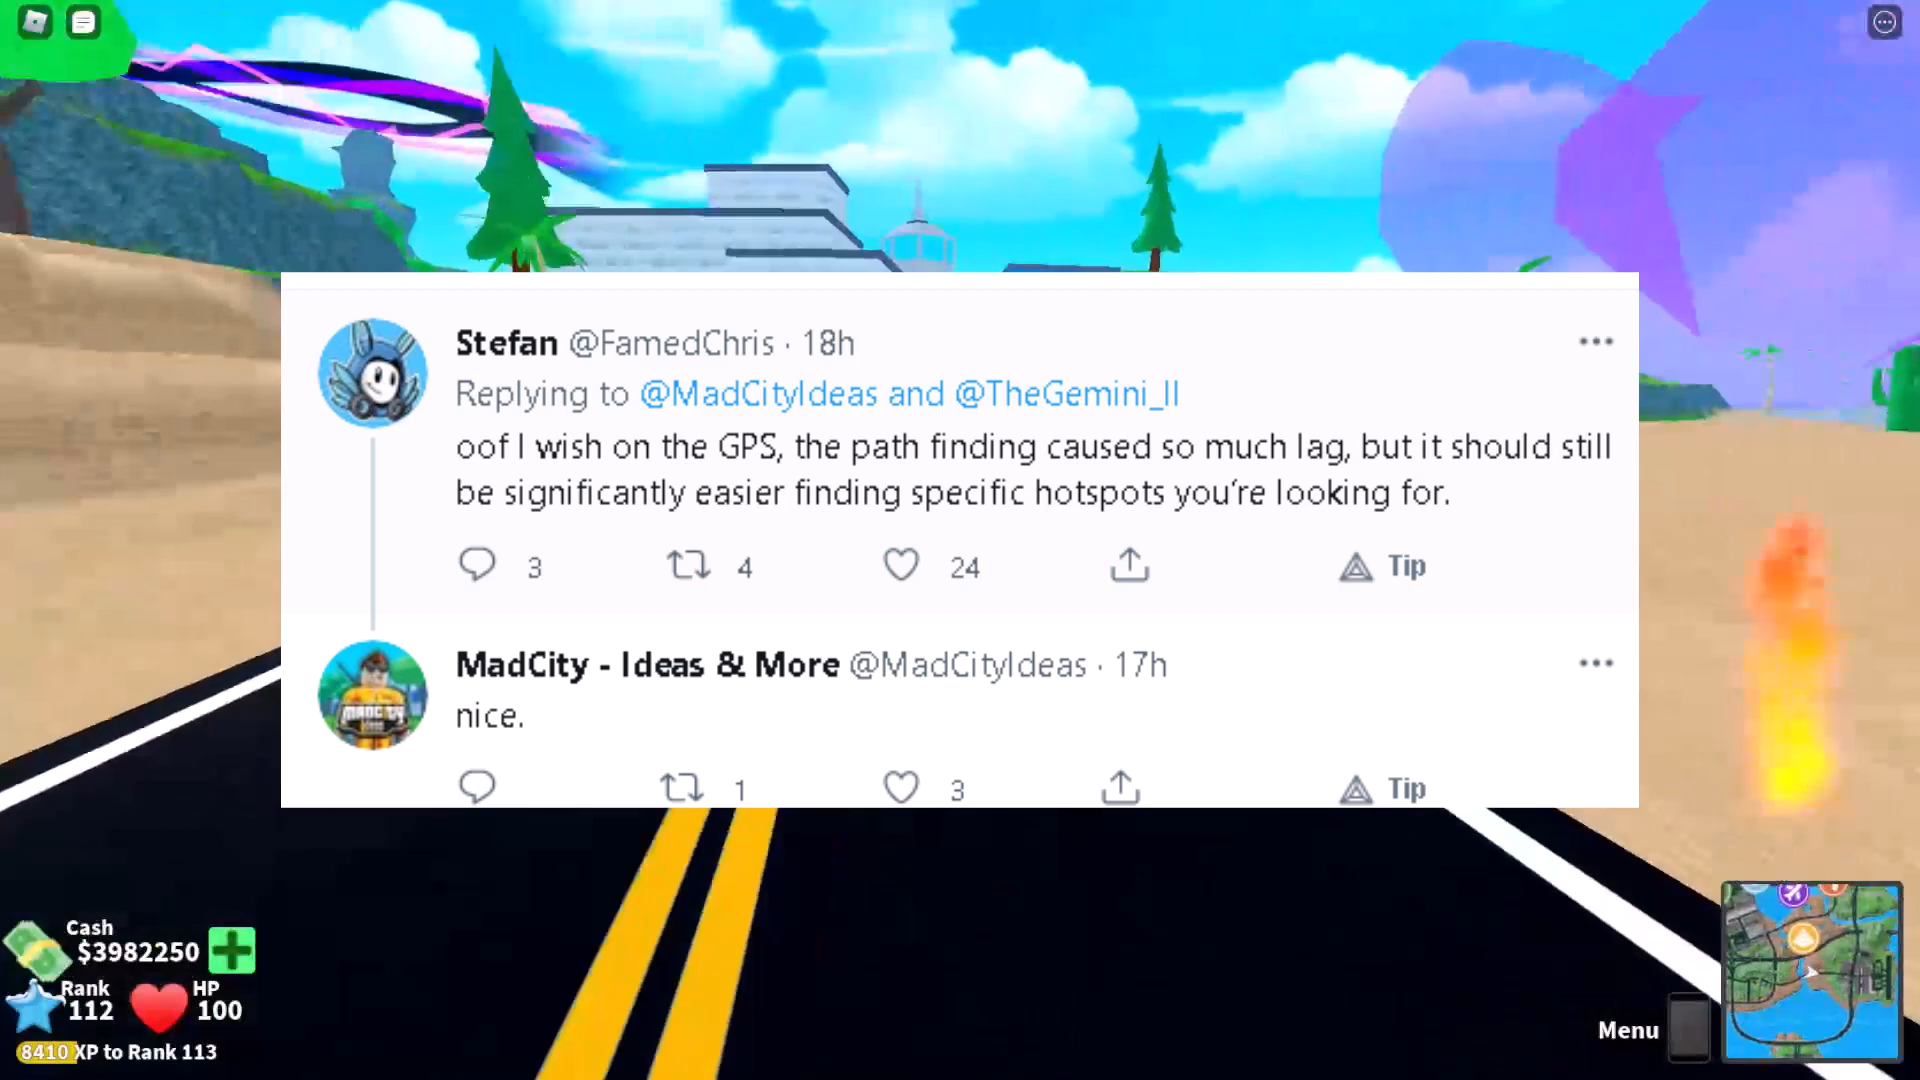 Stefan @FamedChris · 18h
Replying to @MadCityIdeas and @TheGemini_II
oof I wish on the GPS, the path finding caused so much lag, but it should still
be significantly easier finding specific hotspots you're looking for.
3 4 24 Tip
MadCity - Ideas & More @MadCityIdeas · 17h
nice.
1 3 Tip
Cash
$3982250
Rank HP
112 100
8410 XP to Rank 113
Menu